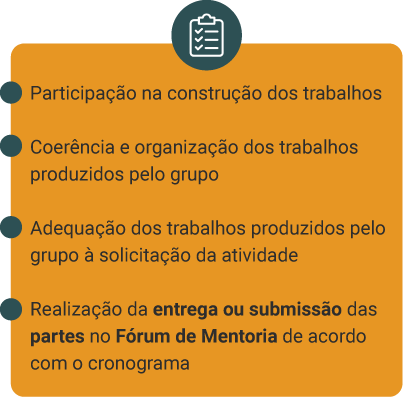 Participação na construção dos trabalhos
Coerência e organização dos trabalhos
produzidos pelo grupo
Adequação dos trabalhos produzidos pelo
grupo à solicitação da atividade
Realização da entrega ou submissão das
partes no Fórum de Mentoria de acordo
com o cronograma